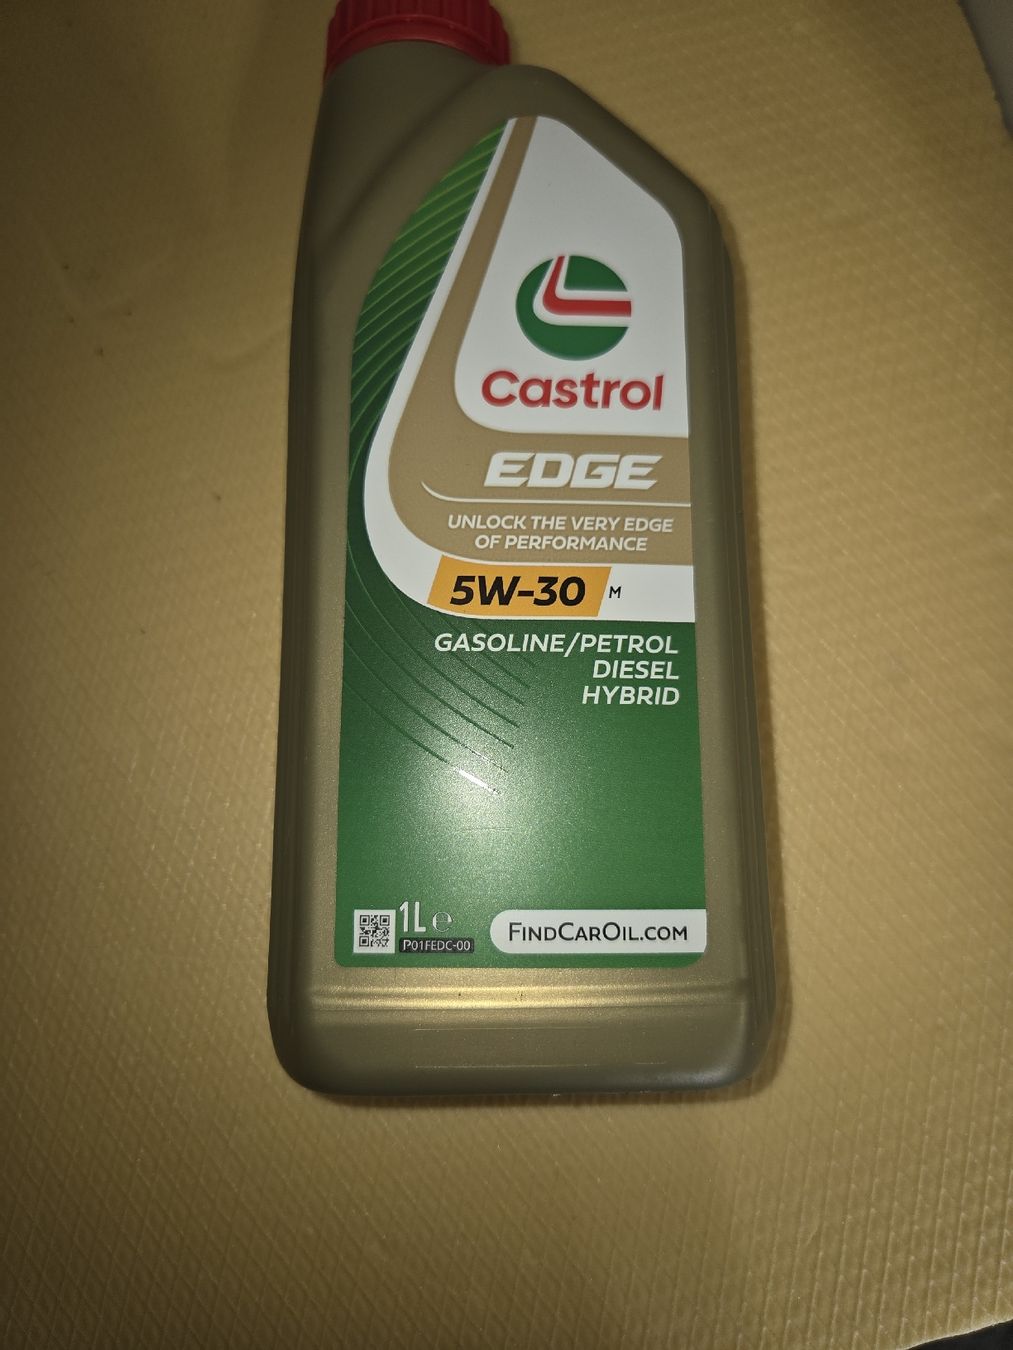 Castrol
EDGE
UNLOCK THE VERY EDGE
OF PERFORMANCE
5W-30 M
GASOLINE/PETROL
DIESEL
HYBRID
1L ℮
P01FEDC-00
FINDCAROIL.COM